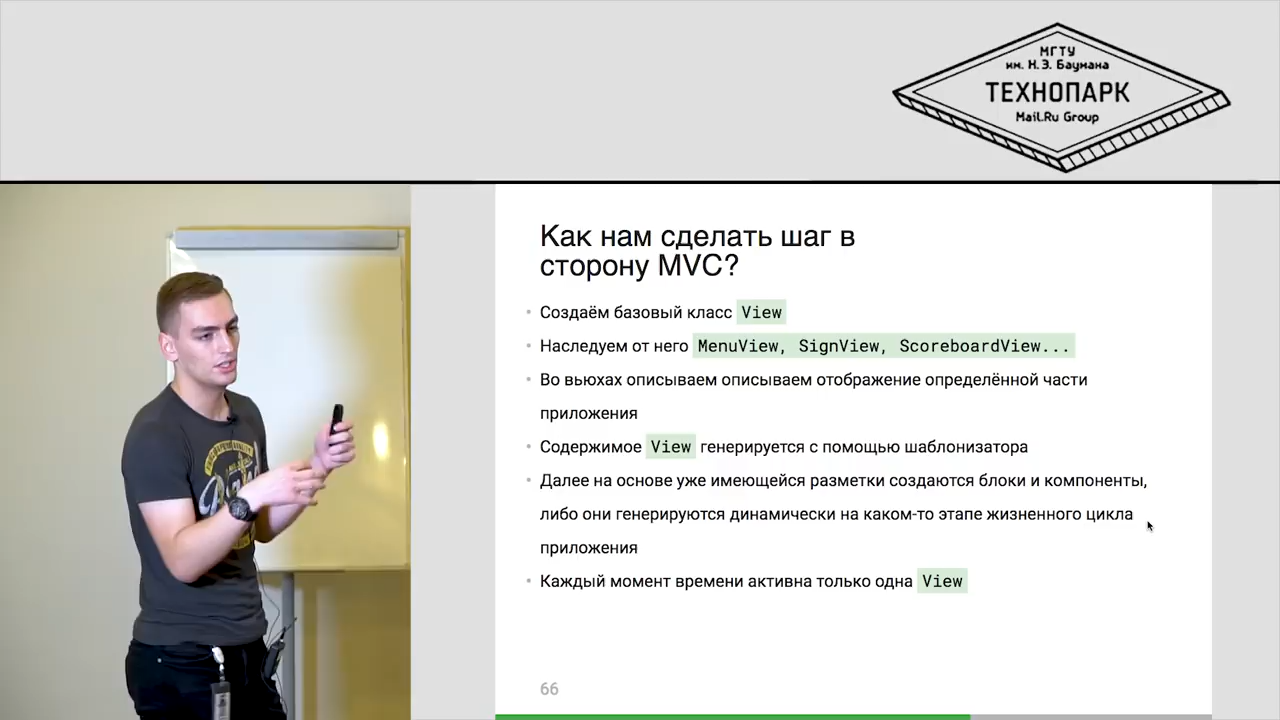 МГТУ
им. Н.Э. Баумана
ТЕХНОПАРК
Mail.Ru Group
Как нам сделать шаг в
сторону MVC?
Создаём базовый класс View
Наследуем от него MenuView, SignView, ScoreboardView...
Во вьюхах описываем описываем отображение определённой части
приложения
Содержимое View генерируется с помощью шаблонизатора
Далее на основе уже имеющейся разметки создаются блоки и компоненты,
либо они генерируются динамически на каком-то этапе жизненного цикла
приложения
Каждый момент времени активна только одна View
66